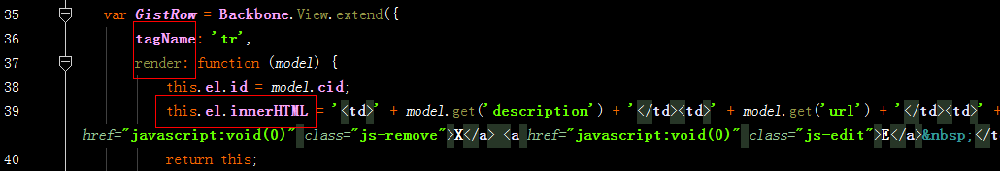 35 var GistRow = Backbone.View.extend({
36 tagName: 'tr',
37 render: function (model) {
38 this.el.id = model.cid;
39 this.el.innerHTML = '<td>' + model.get('description') + '</td><td>' + model.get('url') + '</td><td>' +
href="javascript:void(0)" class="js-remove">X</a> <a href="javascript:void(0)" class="js-edit">E</a>&nbsp;</t
40 return this;